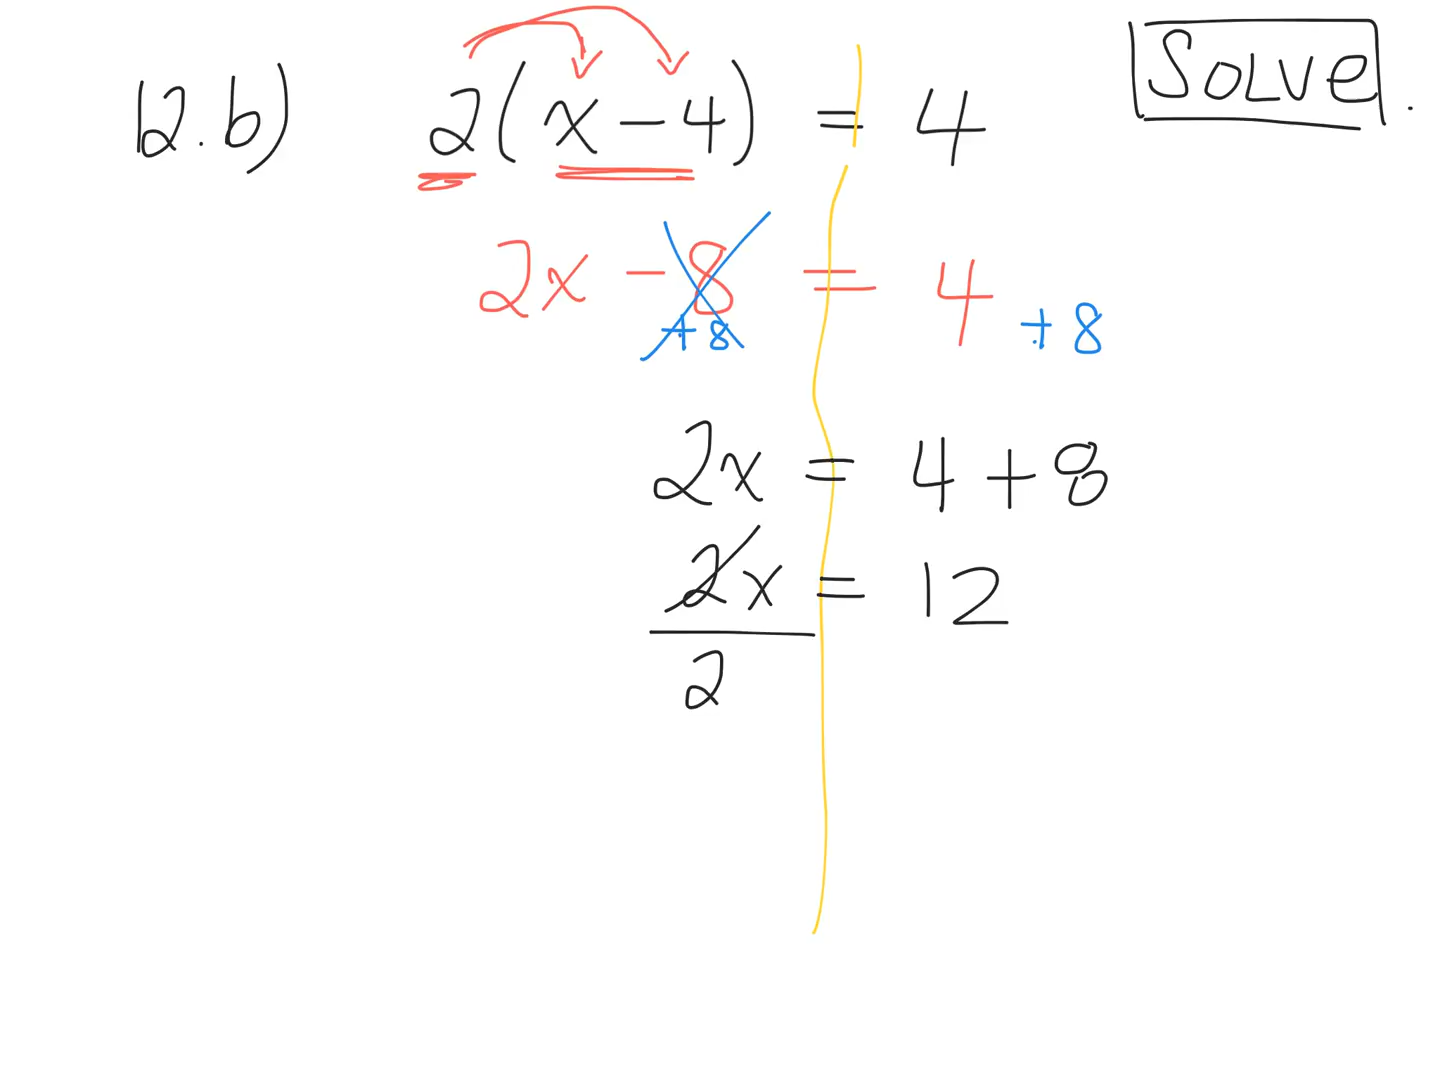 12.b) 2(x-4) = 4 Solve.
2x - 8 = 4
+8 +8
2x = 4 + 8
2x = 12
2